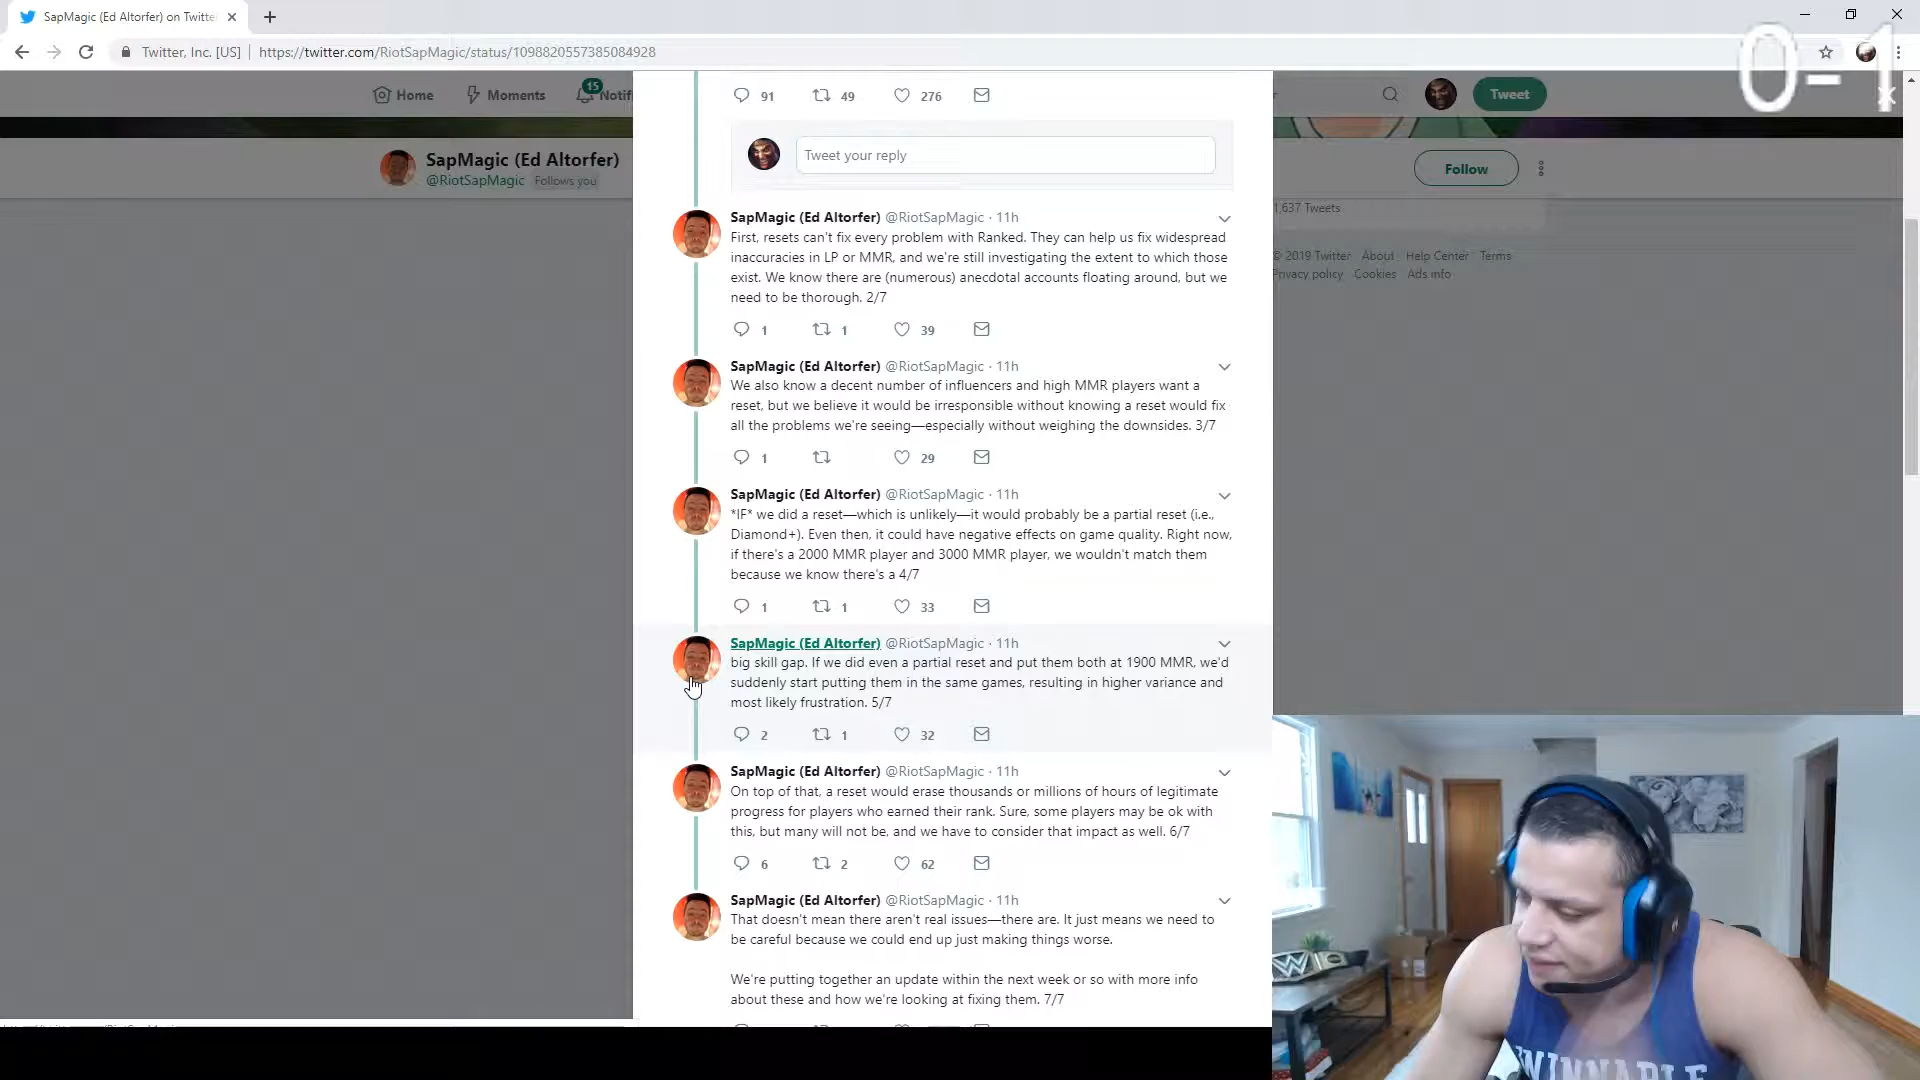 SapMagic (Ed Altorfer) on Twitte
0-1
Twitter, Inc. [US]
https://twitter.com/RiotSapMagic/status/1098820557385084928
Home
Moments
15
Notif
Tweet
SapMagic (Ed Altorfer)
@RiotSapMagic Follows you
Follow
1,637 Tweets
© 2019 Twitter About Help Center Terms
Privacy policy Cookies Ads info
91 49 276
Tweet your reply
SapMagic (Ed Altorfer) @RiotSapMagic · 11h
First, resets can't fix every problem with Ranked. They can help us fix widespread
inaccuracies in LP or MMR, and we're still investigating the extent to which those
exist. We know there are (numerous) anecdotal accounts floating around, but we
need to be thorough. 2/7
1 1 39
SapMagic (Ed Altorfer) @RiotSapMagic · 11h
We also know a decent number of influencers and high MMR players want a
reset, but we believe it would be irresponsible without knowing a reset would fix
all the problems we're seeing—especially without weighing the downsides. 3/7
1 29
SapMagic (Ed Altorfer) @RiotSapMagic · 11h
*IF* we did a reset—which is unlikely—it would probably be a partial reset (i.e.,
Diamond+). Even then, it could have negative effects on game quality. Right now,
if there's a 2000 MMR player and 3000 MMR player, we wouldn't match them
because we know there's a 4/7
1 1 33
SapMagic (Ed Altorfer) @RiotSapMagic · 11h
big skill gap. If we did even a partial reset and put them both at 1900 MMR, we'd
suddenly start putting them in the same games, resulting in higher variance and
most likely frustration. 5/7
2 1 32
SapMagic (Ed Altorfer) @RiotSapMagic · 11h
On top of that, a reset would erase thousands or millions of hours of legitimate
progress for players who earned their rank. Sure, some players may be ok with
this, but many will not be, and we have to consider that impact as well. 6/7
6 2 62
SapMagic (Ed Altorfer) @RiotSapMagic · 11h
That doesn't mean there aren't real issues—there are. It just means we need to
be careful because we could end up just making things worse.
We're putting together an update within the next week or so with more info
about these and how we're looking at fixing them. 7/7